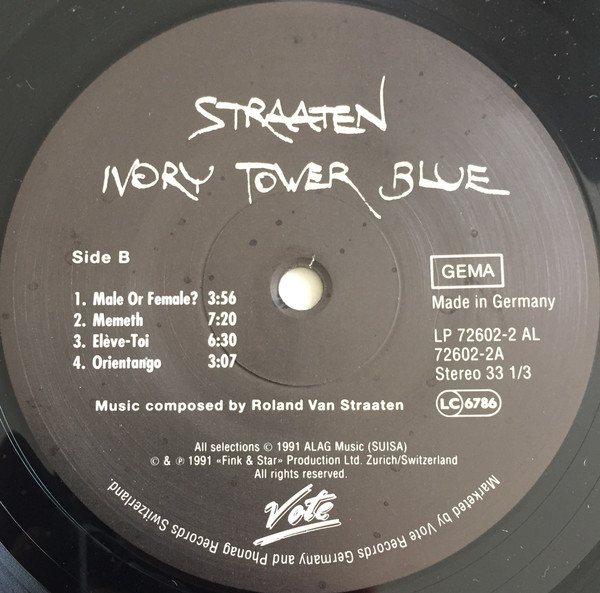 STRAATEN
IVORY TOWER BLUE
Side B
1. Male Or Female? 3:56
2. Memeth 7:20
3. Elève-Toi 6:30
4. Orientango 3:07
GEMA
Made in Germany
LP 72602-2 AL
72602-2A
Stereo 33 1/3
LC 6786
Music composed by Roland Van Straaten
All selections © 1991 ALAG Music (SUISA)
© & ℗ 1991 «Fink & Star» Production Ltd. Zurich/Switzerland
All rights reserved.
Vote
Marketed by Vote Records Germany and Phonag Records Switzerland